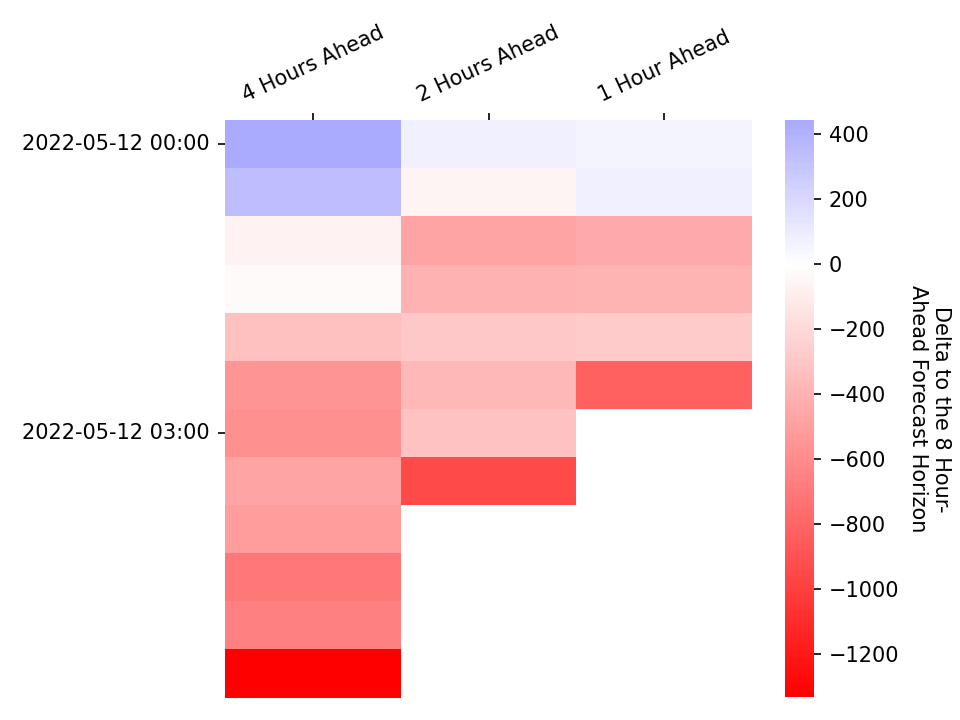 4 Hours Ahead
2 Hours Ahead
1 Hour Ahead
2022-05-12 00:00
2022-05-12 03:00
400
200
0
−200
−400
−600
−800
−1000
−1200
Delta to the 8 Hour-
Ahead Forecast Horizon